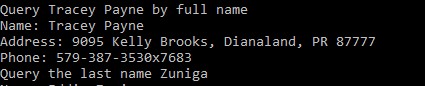 Query Tracey Payne by full name
Name: Tracey Payne
Address: 9095 Kelly Brooks, Dianaland, PR 87777
Phone: 579-387-3530x7683
Query the last name Zuniga